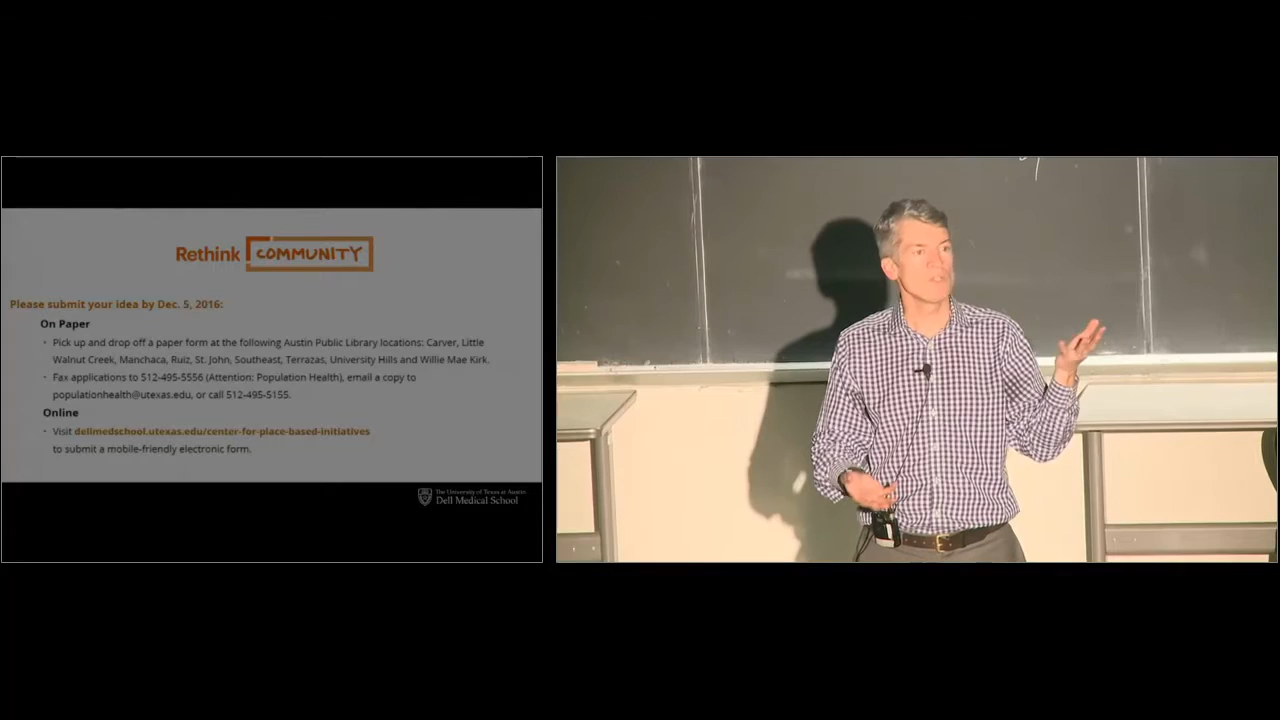 Rethink COMMUNITY
Please submit your idea by Dec. 5, 2016:
On Paper
· Pick up and drop off a paper form at the following Austin Public Library locations: Carver, Little
Walnut Creek, Manchaca, Ruiz, St. John, Southeast, Terrazas, University Hills and Willie Mae Kirk.
· Fax applications to 512-495-5556 (Attention: Population Health), email a copy to
populationhealth@utexas.edu, or call 512-495-5155.
Online
· Visit dellmedschool.utexas.edu/center-for-place-based-initiatives
to submit a mobile-friendly electronic form.
The University of Texas at Austin
Dell Medical School